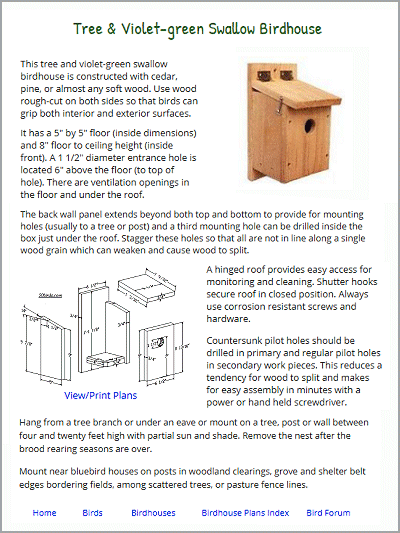 Tree & Violet-green Swallow Birdhouse
This tree and violet-green swallow
birdhouse is constructed with cedar,
pine, or almost any soft wood. Use wood
rough-cut on both sides so that birds can
grip both interior and exterior surfaces.
It has a 5" by 5" floor (inside dimensions)
and 8" floor to ceiling height (inside
front). A 1 1/2" diameter entrance hole is
located 6" above the floor (to top of
hole). There are ventilation openings in
the floor and under the roof.
The back wall panel extends beyond both top and bottom to provide for mounting
holes (usually to a tree or post) and a third mounting hole can be drilled inside the
box just under the roof. Stagger these holes so that all are not in line along a single
wood grain which can weaken and cause wood to split.
A hinged roof provides easy access for
monitoring and cleaning. Shutter hooks
secure roof in closed position. Always
use corrosion resistant screws and
hardware.
Countersunk pilot holes should be
drilled in primary and regular pilot holes
in secondary work pieces. This reduces a
tendency for wood to split and makes
for easy assembly in minutes with a
power or hand held screwdriver.
View/Print Plans
Hang from a tree branch or under an eave or mount on a tree, post or wall between
four and twenty feet high with partial sun and shade. Remove the nest after the
brood rearing seasons are over.
Mount near bluebird houses on posts in woodland clearings, grove and shelter belt
edges bordering fields, among scattered trees, or pasture fence lines.
Home Birds Birdhouses Birdhouse Plans Index Bird Forum